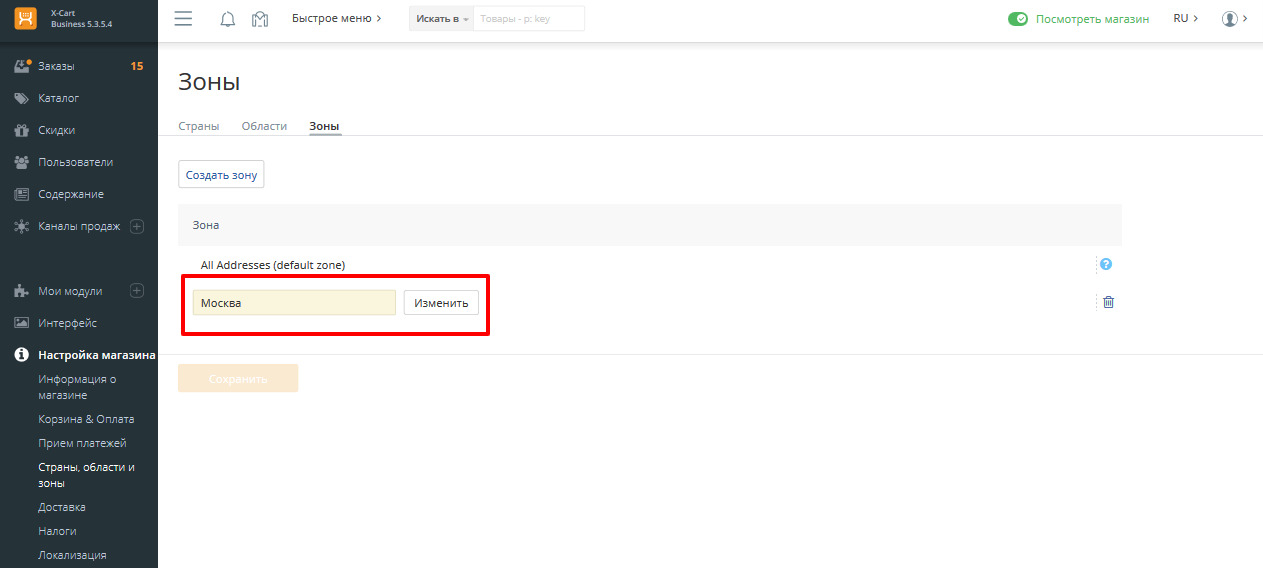 X-Cart
Business 5.3.5.4
Быстрое меню
Искать в
Товары - p: key
Посмотреть магазин
RU
Заказы 15
Каталог
Скидки
Пользователи
Содержание
Каналы продаж
Мои модули
Интерфейс
Настройка магазина
Информация о
магазине
Корзина & Оплата
Прием платежей
Страны, области и
зоны
Доставка
Налоги
Локализация
Зоны
Страны Области Зоны
Создать зону
Зона
All Addresses (default zone)
?
Москва Изменить
Сохранить